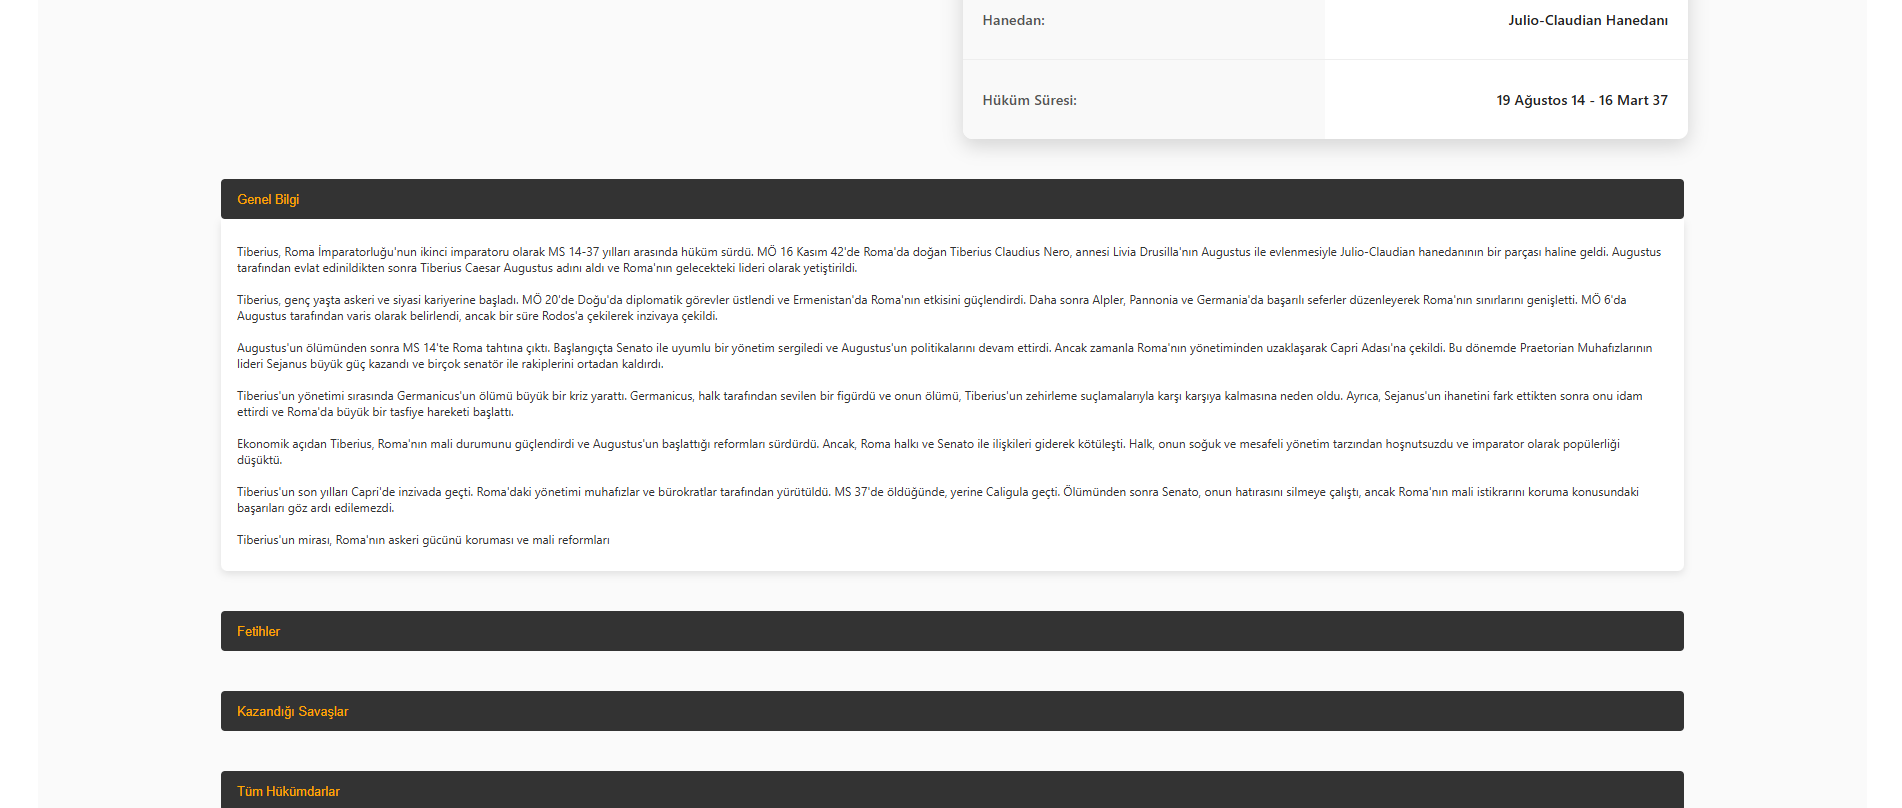 Hanedan:
Julio-Claudian Hanedanı
Hüküm Süresi:
19 Ağustos 14 - 16 Mart 37
Genel Bilgi
Tiberius, Roma İmparatorluğu'nun ikinci imparatoru olarak MS 14-37 yılları arasında hüküm sürdü. MÖ 16 Kasım 42'de Roma'da doğan Tiberius Claudius Nero, annesi Livia Drusilla'nın Augustus ile evlenmesiyle Julio-Claudian hanedanının bir parçası haline geldi. Augustus
tarafından evlat edinildikten sonra Tiberius Caesar Augustus adını aldı ve Roma'nın gelecekteki lideri olarak yetiştirildi.
Tiberius, genç yaşta askeri ve siyasi kariyerine başladı. MÖ 20'de Doğu'da diplomatik görevler üstlendi ve Ermenistan'da Roma'nın etkisini güçlendirdi. Daha sonra Alpler, Pannonia ve Germania'da başarılı seferler düzenleyerek Roma'nın sınırlarını genişletti. MÖ 6'da
Augustus tarafından varis olarak belirlendi, ancak bir süre Rodos'a çekilerek inzivaya çekildi.
Augustus'un ölümünden sonra MS 14'te Roma tahtına çıktı. Başlangıçta Senato ile uyumlu bir yönetim sergiledi ve Augustus'un politikalarını devam ettirdi. Ancak zamanla Roma'nın yönetiminden uzaklaşarak Capri Adası'na çekildi. Bu dönemde Praetorian Muhafızlarının
lideri Sejanus büyük güç kazandı ve birçok senatör ile rakiplerini ortadan kaldırdı.
Tiberius'un yönetimi sırasında Germanicus'un ölümü büyük bir kriz yarattı. Germanicus, halk tarafından sevilen bir figürdü ve onun ölümü, Tiberius'un zehirleme suçlamalarıyla karşı karşıya kalmasına neden oldu. Ayrıca, Sejanus'un ihanetini fark ettikten sonra onu idam
ettirdi ve Roma'da büyük bir tasfiye hareketi başlattı.
Ekonomik açıdan Tiberius, Roma'nın mali durumunu güçlendirdi ve Augustus'un başlattığı reformları sürdürdü. Ancak, Roma halkı ve Senato ile ilişkileri giderek kötüleşti. Halk, onun soğuk ve mesafeli yönetim tarzından hoşnutsuzdu ve imparator olarak popülerliği
düşüktü.
Tiberius'un son yılları Capri'de inzivada geçti. Roma'daki yönetimi muhafızlar ve bürokratlar tarafından yürütüldü. MS 37'de öldüğünde, yerine Caligula geçti. Ölümünden sonra Senato, onun hatırasını silmeye çalıştı, ancak Roma'nın mali istikrarını koruma konusundaki
başarıları göz ardı edilemezdi.
Tiberius'un mirası, Roma'nın askeri gücünü koruması ve mali reformları
Fetihler
Kazandığı Savaşlar
Tüm Hükümdarlar